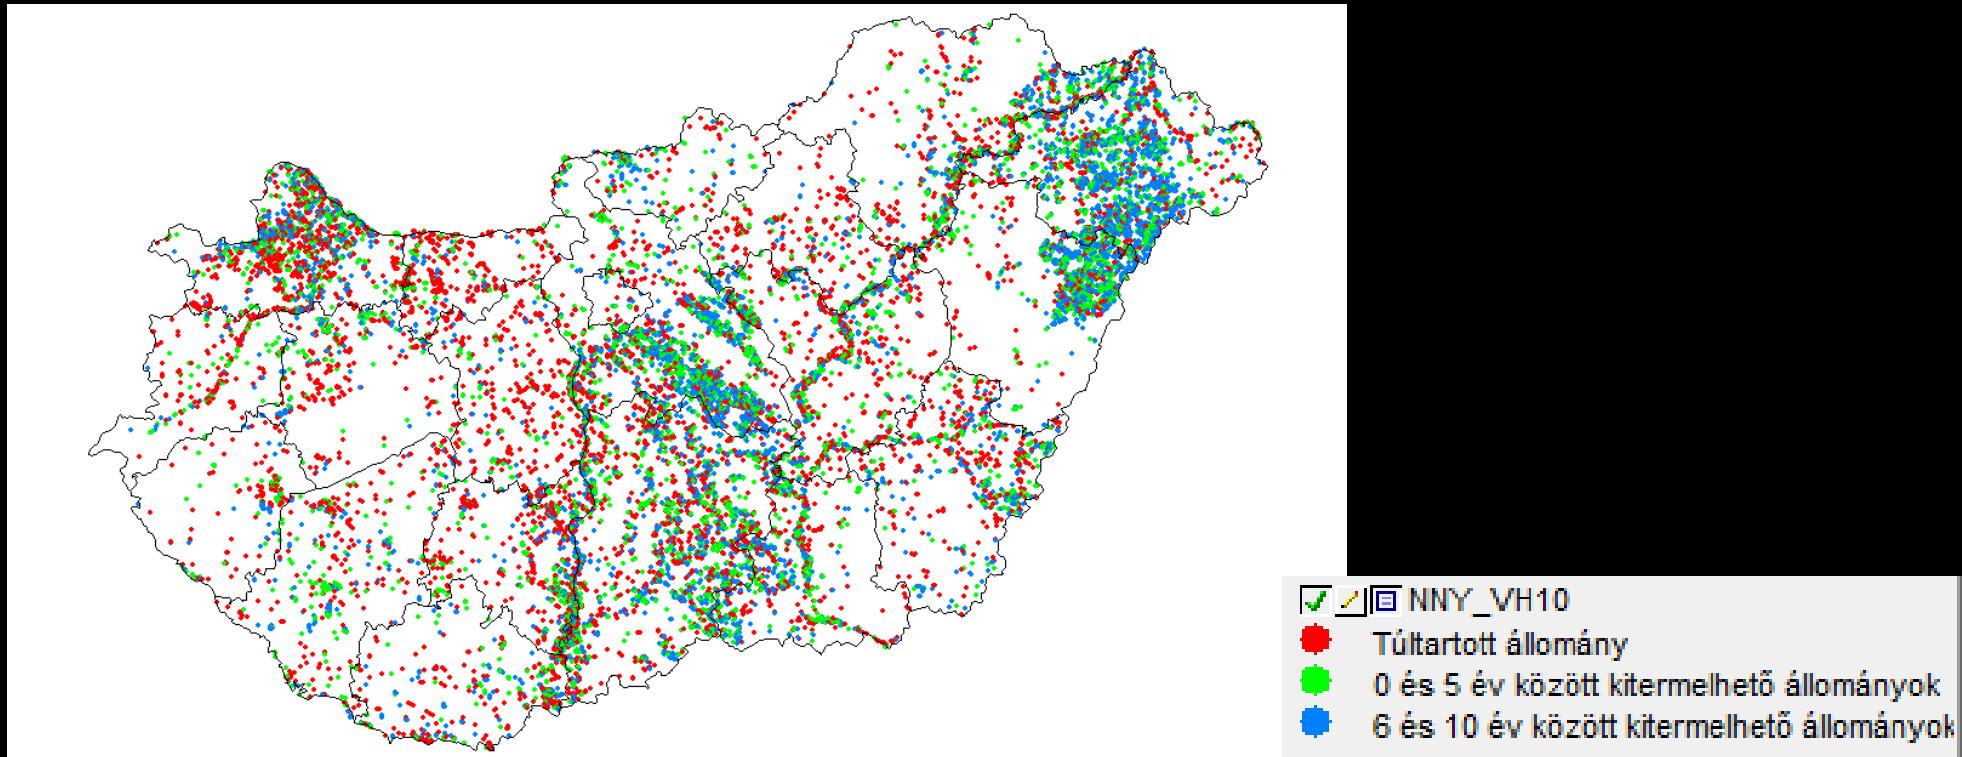 NNY_VH10
Túltartott állomány
0 és 5 év között kitermelhető állományok
6 és 10 év között kitermelhető állományok